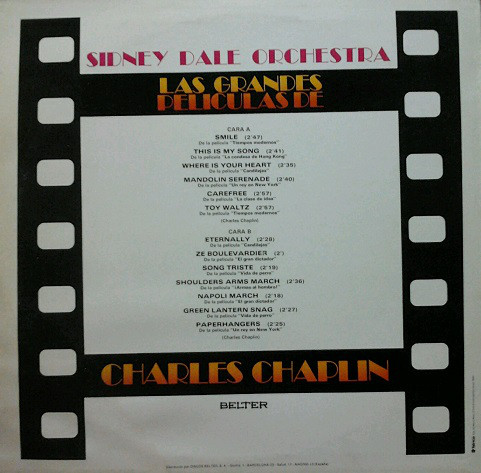 SIDNEY DALE ORCHESTRA
LAS GRANDES
PELICULAS DE
CARA A
SMILE (2'47)
De la película "Tiempos modernos"
THIS IS MY SONG (2'41)
De la película "La condesa de Hong Kong"
WHERE IS YOUR HEART (2'35)
De la película "Candilejas"
MANDOLIN SERENADE (2'40)
De la película "Un rey en New York"
CAREFREE (2'57)
De la película "La clase de idea"
TOY WALTZ (2'57)
De la película "Tiempos modernos"
(Charles Chaplin)
CARA B
ETERNALLY (2'28)
De la película "Candilejas"
ZE BOULEVARDIER (2')
De la película "El gran dictador"
SONG TRISTE (2'19)
De la película "Vida de perro"
SHOULDERS ARMS MARCH (2'36)
De la película "¡Armas al hombro!"
NAPOLI MARCH (2'18)
De la película "El gran dictador"
GREEN LANTERN SNAG (2'27)
De la película "Vida de perro"
PAPERHANGERS (2'25)
De la película "Un rey en New York"
(Charles Chaplin)
CHARLES CHAPLIN
BELTER